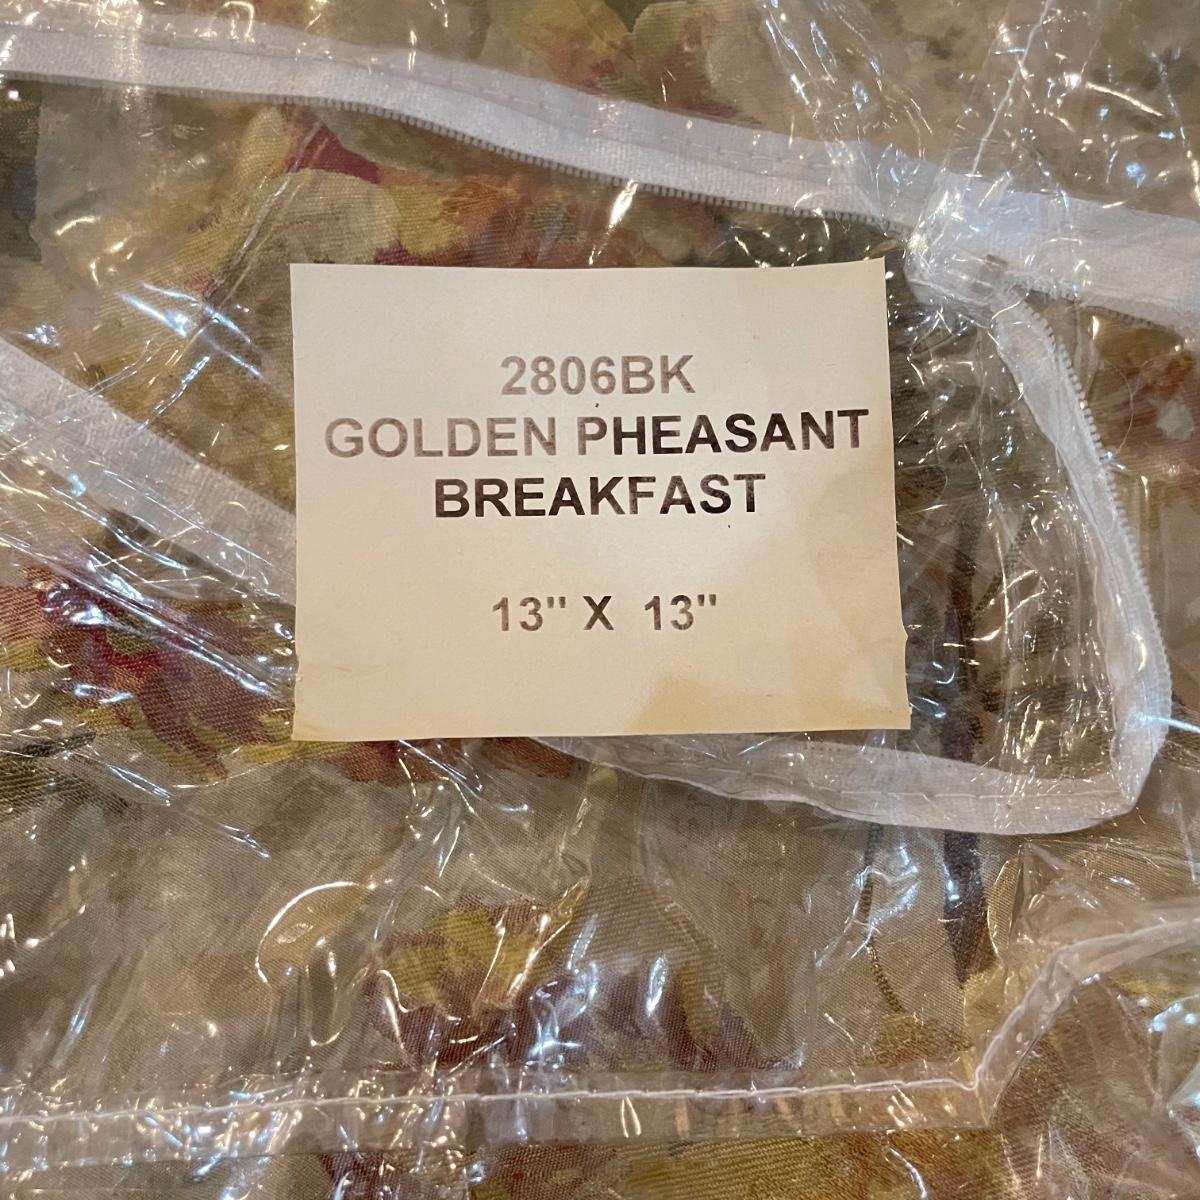 2806BK
GOLDEN PHEASANT
BREAKFAST
13" X 13"